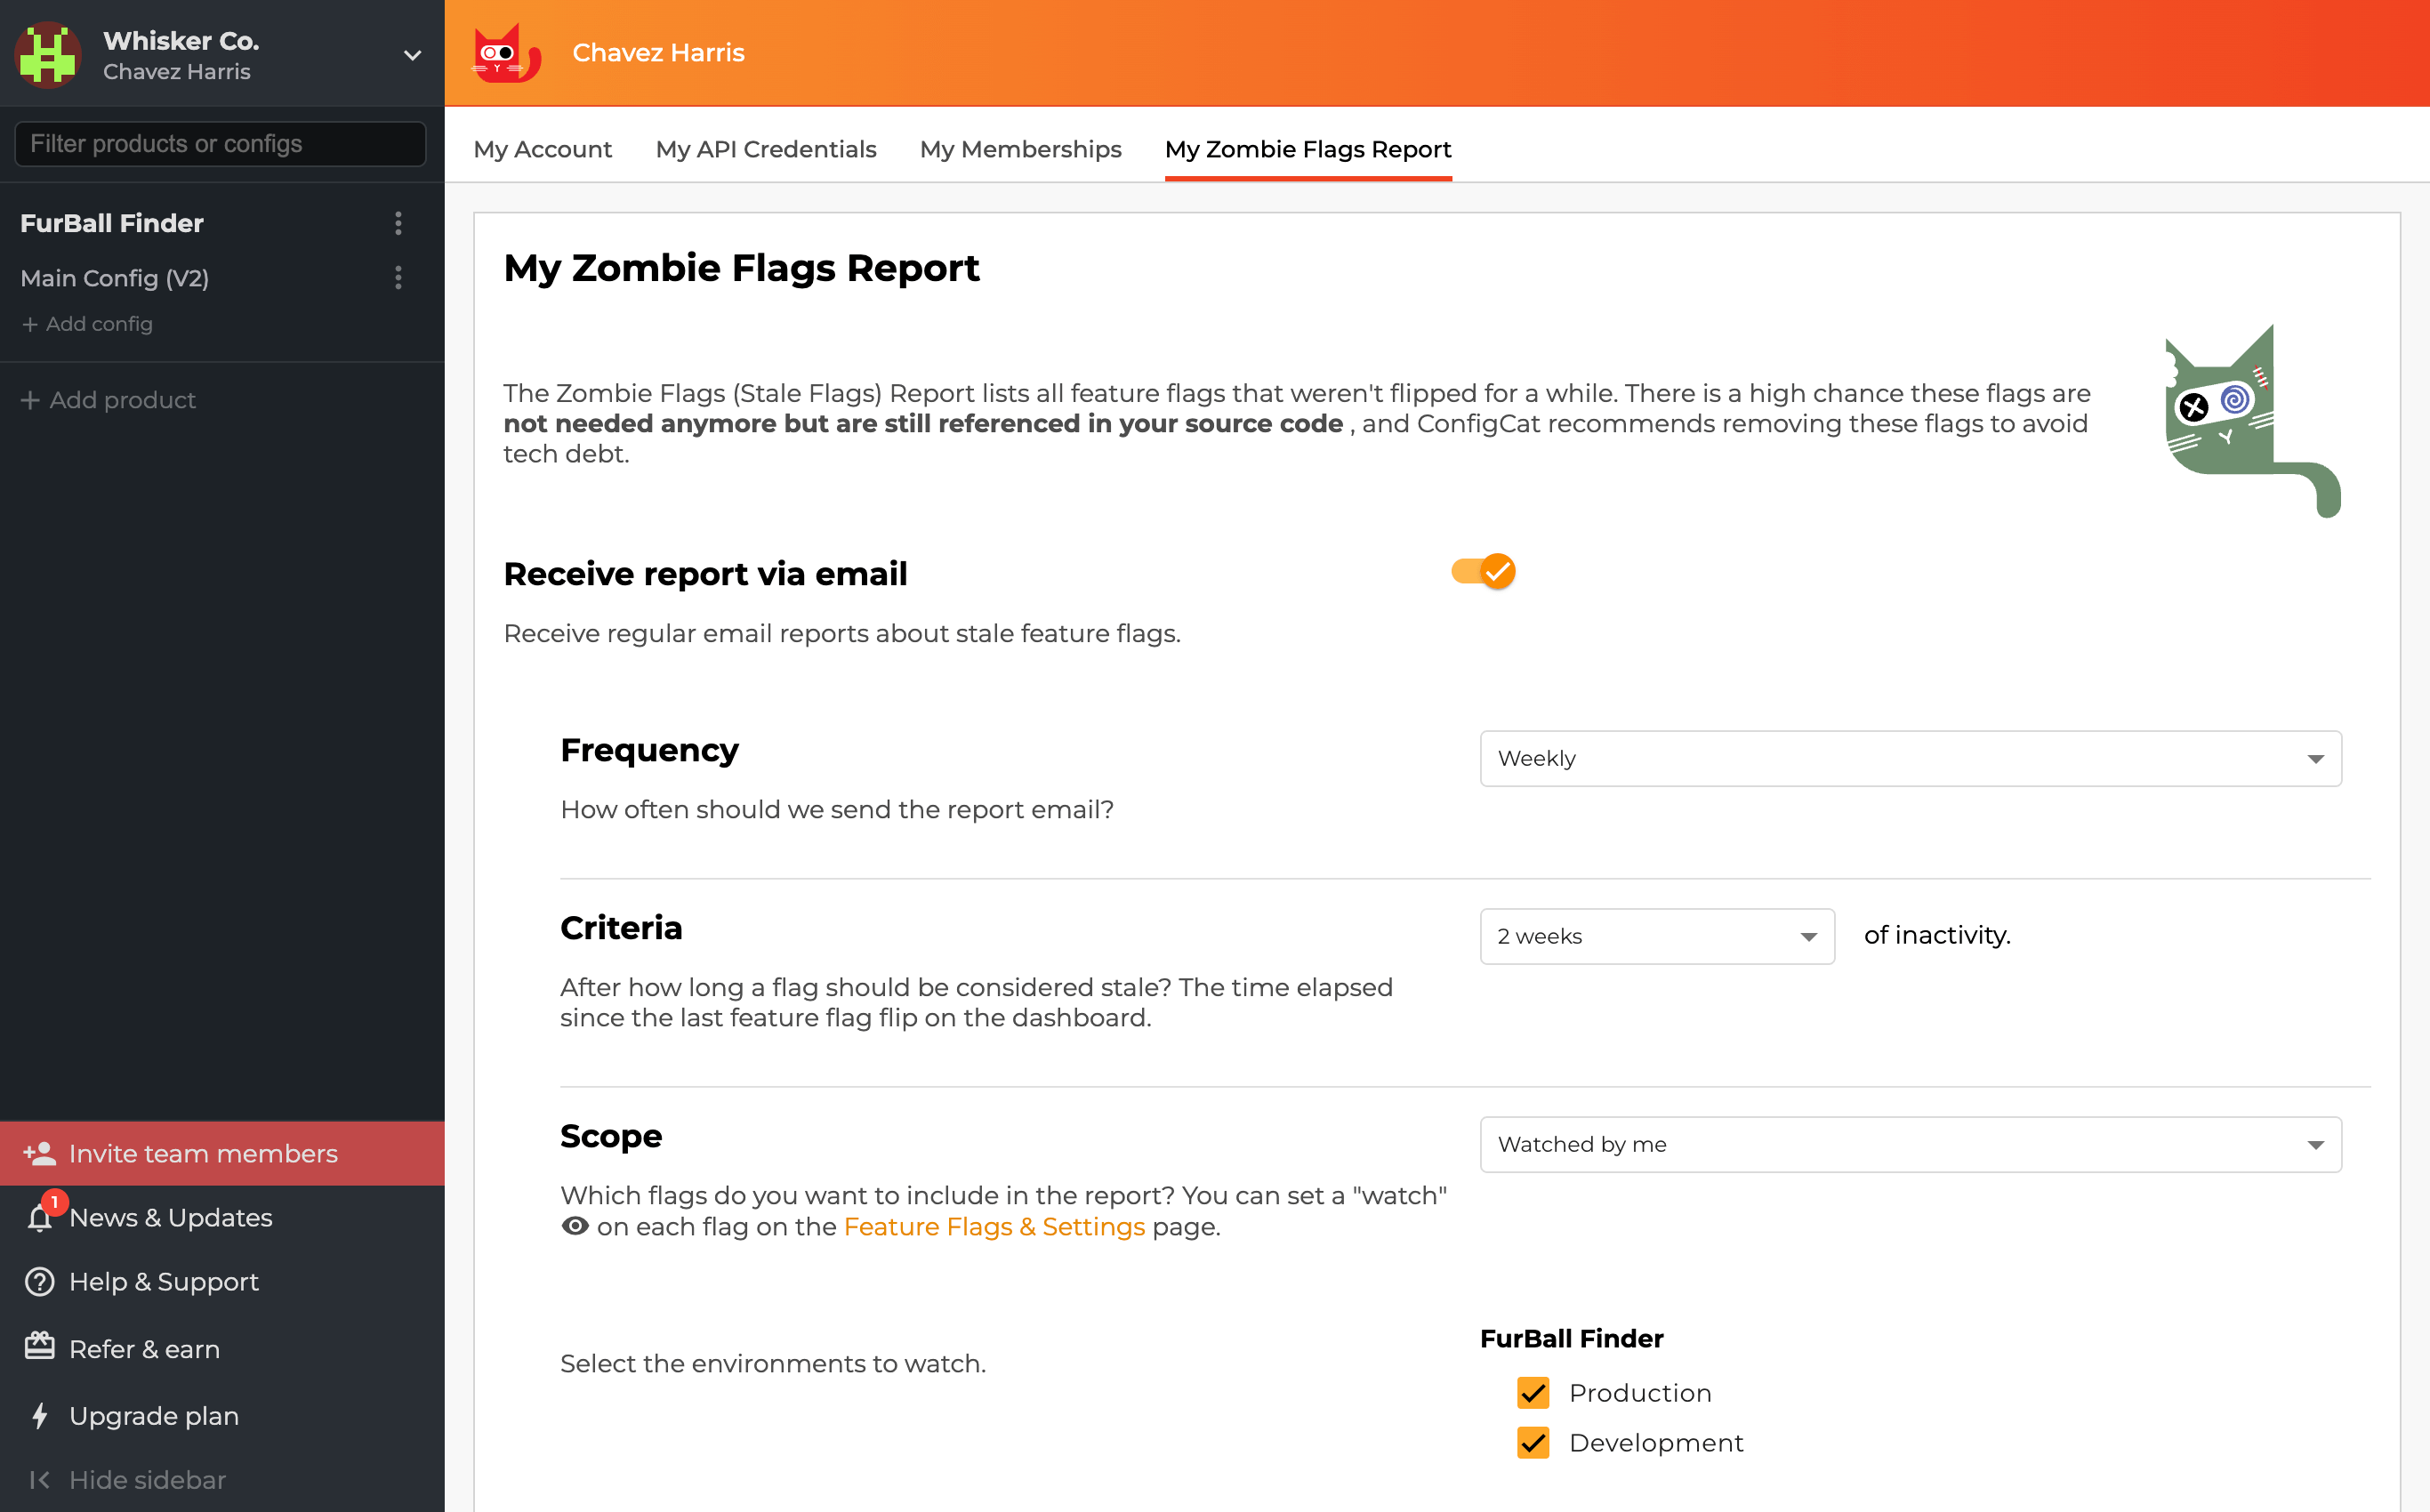 Whisker Co.
Chavez Harris
Filter products or configs
FurBall Finder
Main Config (V2)
+ Add config
+ Add product
Invite team members
1
News & Updates
Help & Support
Refer & earn
Upgrade plan
Hide sidebar
Chavez Harris
My Account
My API Credentials
My Memberships
My Zombie Flags Report
My Zombie Flags Report
The Zombie Flags (Stale Flags) Report lists all feature flags that weren't flipped for a while. There is a high chance these flags are
not needed anymore but are still referenced in your source code , and ConfigCat recommends removing these flags to avoid
tech debt.
Receive report via email
Receive regular email reports about stale feature flags.
Frequency
Weekly
How often should we send the report email?
Criteria
2 weeks
of inactivity.
After how long a flag should be considered stale? The time elapsed
since the last feature flag flip on the dashboard.
Scope
Watched by me
Which flags do you want to include in the report? You can set a "watch"
on each flag on the Feature Flags & Settings page.
Select the environments to watch.
FurBall Finder
Production
Development